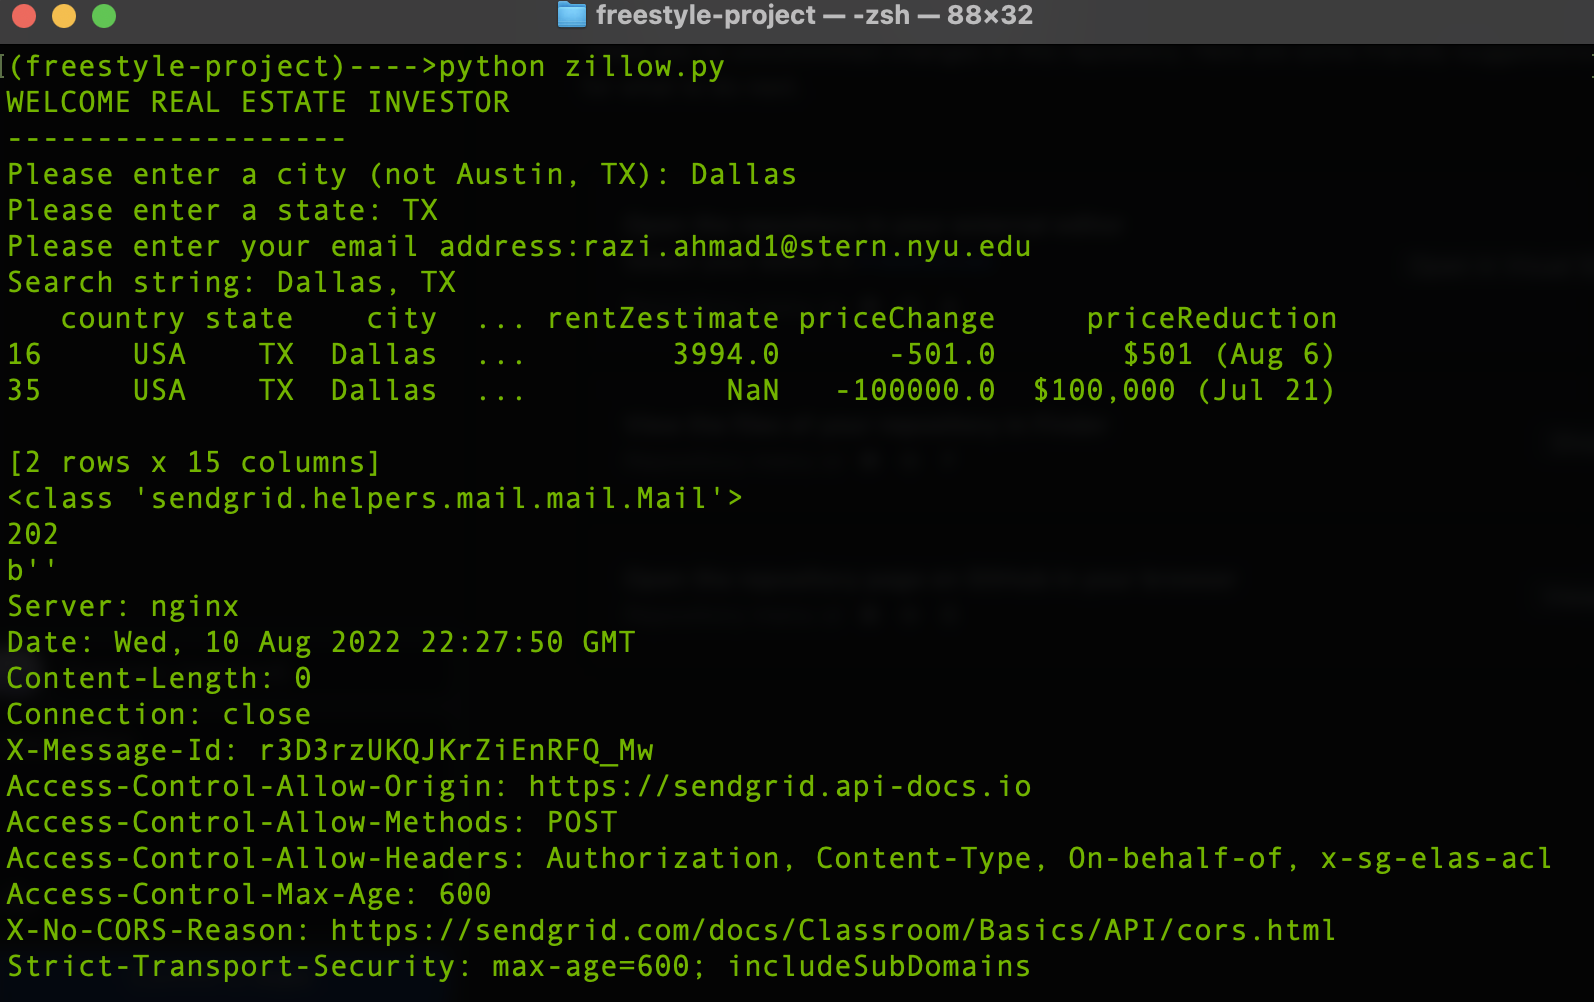 freestyle-project — -zsh — 88×32
(freestyle-project)---->python zillow.py
WELCOME REAL ESTATE INVESTOR
-------------------
Please enter a city (not Austin, TX): Dallas
Please enter a state: TX
Please enter your email address:razi.ahmad1@stern.nyu.edu
Search string: Dallas, TX
   country state    city  ... rentZestimate priceChange     priceReduction
16     USA    TX  Dallas  ...        3994.0      -501.0       $501 (Aug 6)
35     USA    TX  Dallas  ...           NaN   -100000.0  $100,000 (Jul 21)
[2 rows x 15 columns]
<class 'sendgrid.helpers.mail.mail.Mail'>
202
b''
Server: nginx
Date: Wed, 10 Aug 2022 22:27:50 GMT
Content-Length: 0
Connection: close
X-Message-Id: r3D3rzUKQJKrZiEnRFQ_Mw
Access-Control-Allow-Origin: https://sendgrid.api-docs.io
Access-Control-Allow-Methods: POST
Access-Control-Allow-Headers: Authorization, Content-Type, On-behalf-of, x-sg-elas-acl
Access-Control-Max-Age: 600
X-No-CORS-Reason: https://sendgrid.com/docs/Classroom/Basics/API/cors.html
Strict-Transport-Security: max-age=600; includeSubDomains